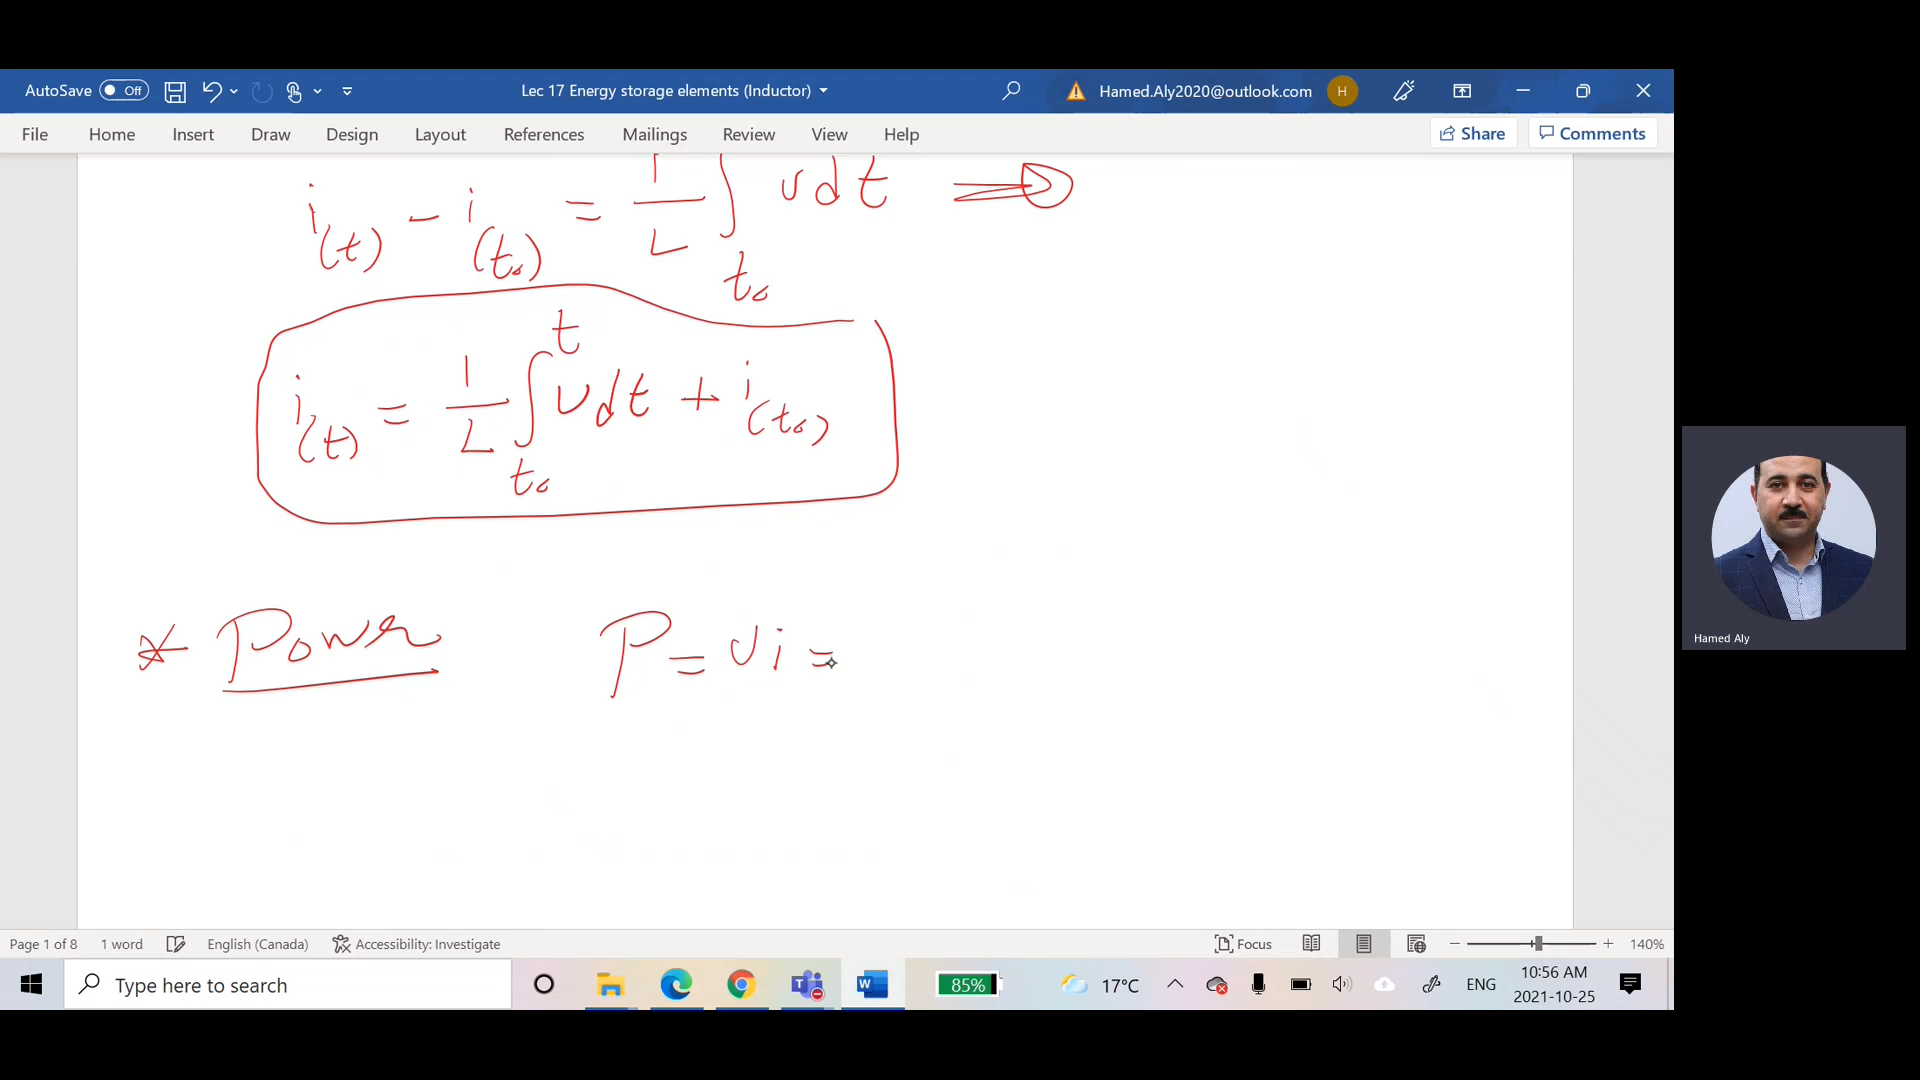 AutoSave Off Lec 17 Energy storage elements (Inductor) Hamed.Aly2020@outlook.com H
File Home Insert Draw Design Layout References Mailings Review View Help Share Comments
i(t) - i(t₀) = 1/L ∫ v dt ⇒
t₀
t
i(t) = 1/L ∫ v dt + i(t₀)
t₀
* Power P = v i =
Hamed Aly
Page 1 of 8 1 word English (Canada) Accessibility: Investigate Focus 140%
Type here to search 85% 17°C ENG 10:56 AM
2021-10-25